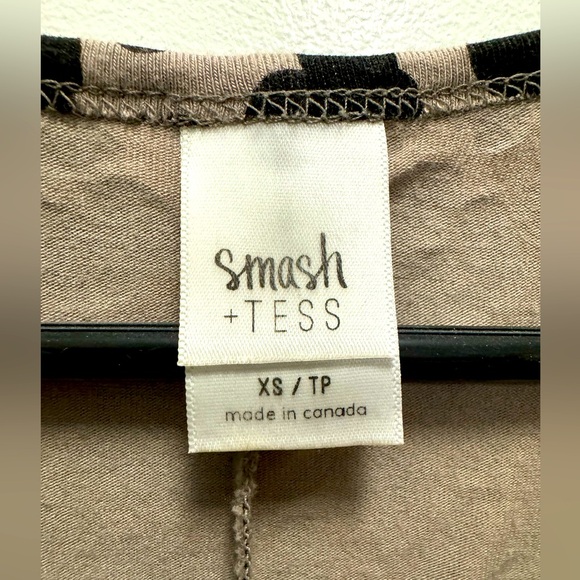 smash
+TESS
XS / TP
made in canada